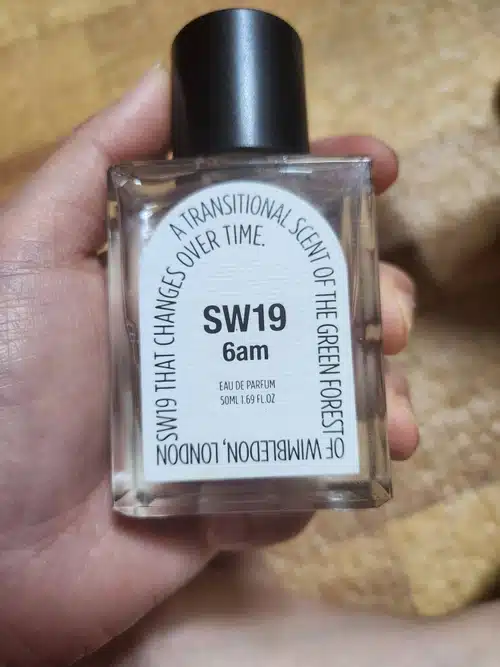 A TRANSITIONAL SCENT OF THE GREEN FOREST
OF WIMBLEDON, LONDON
SW19 THAT CHANGES OVER TIME.
SW19
6am
EAU DE PARFUM
50ML 1.69 FL.OZ